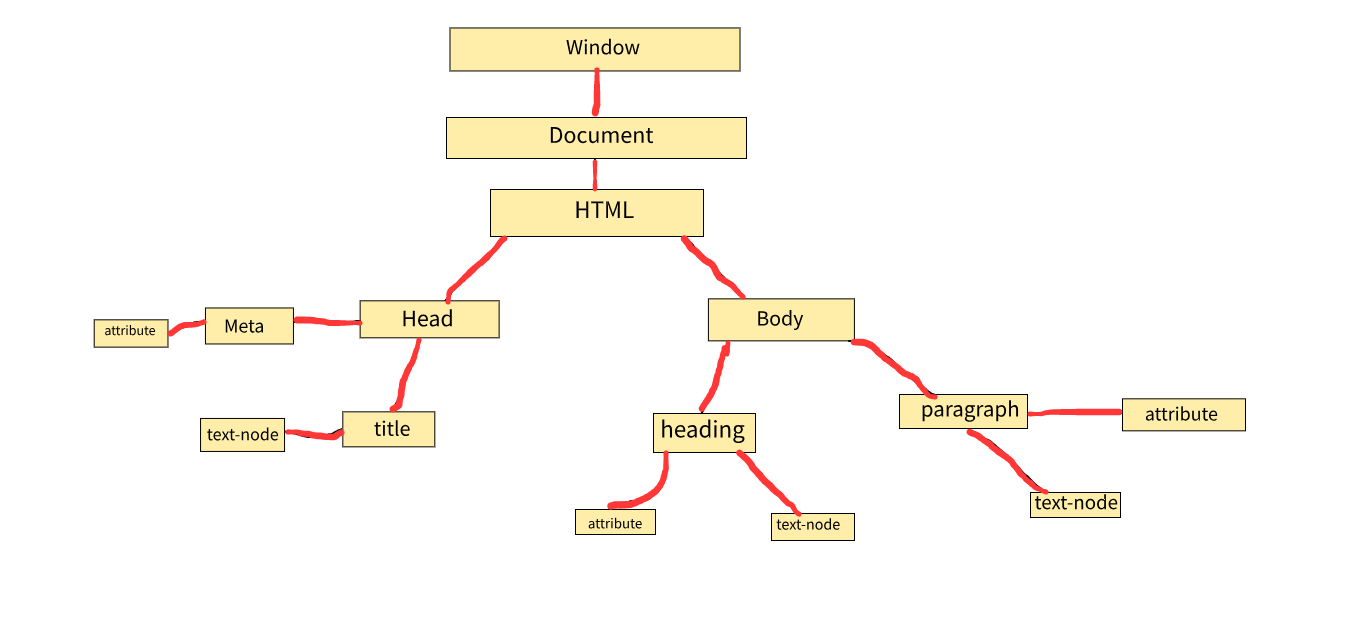 Window
Document
HTML
Head
Body
Meta
attribute
title
text-node
heading
paragraph
attribute
attribute
text-node
text-node